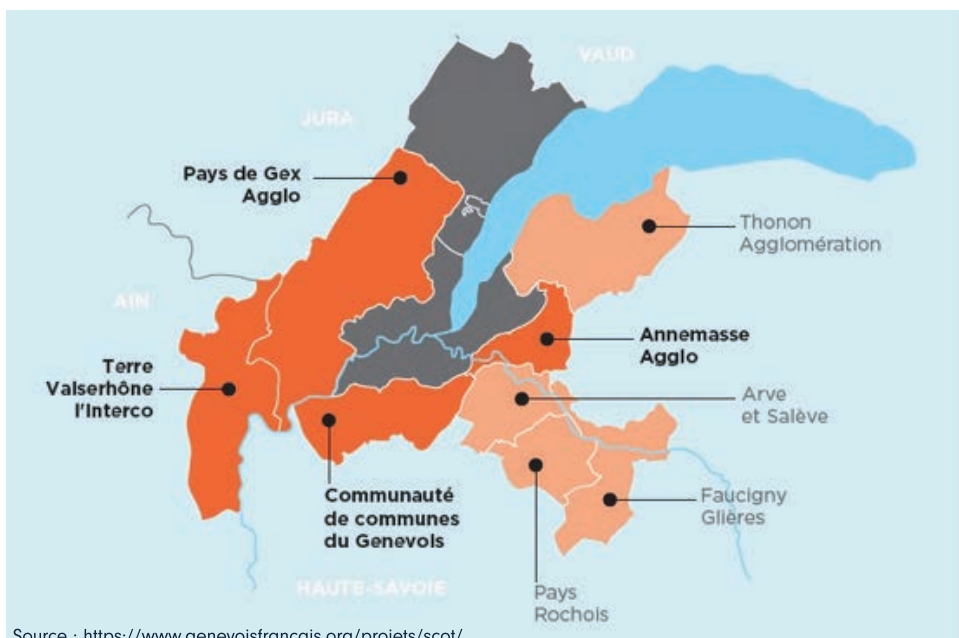 VAUD
JURA
Pays de Gex
Agglo
Thonon
Agglomération
AIN
Annemasse
Agglo
Terre
Valserhône
l'Interco
Arve
et Salève
Communauté
de communes
du Genevois
Faucigny
Glières
HAUTE-SAVOIE
Pays
Rochois
Source : https://www.genevoisfrancais.org/projets/scot/